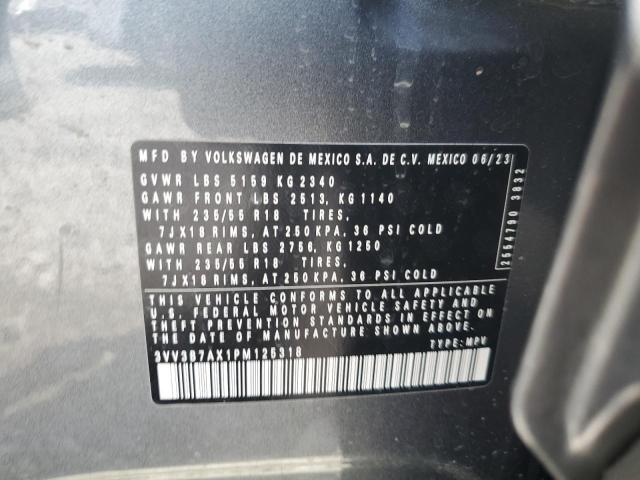 MFD BY VOLKSWAGEN DE MEXICO S.A. DE C.V. MEXICO 06/23
GVWR LBS 5159 KG 2340
GAWR FRONT LBS 2513, KG 1140
WITH 235/55 R18 TIRES,
7JX18 RIMS, AT 250 KPA, 36 PSI COLD
GAWR REAR LBS 2756, KG 1250
WITH 235/55 R18 TIRES,
7JX18 RIMS, AT 250 KPA, 36 PSI COLD
THIS VEHICLE CONFORMS TO ALL APPLICABLE
U.S. FEDERAL MOTOR VEHICLE SAFETY AND
THEFT PREVENTION STANDARDS IN EFFECT ON
THE DATE OF MANUFACTURE SHOWN ABOVE.
3VV3B7AX1PM125318 TYPE: MPV
2554790 3832